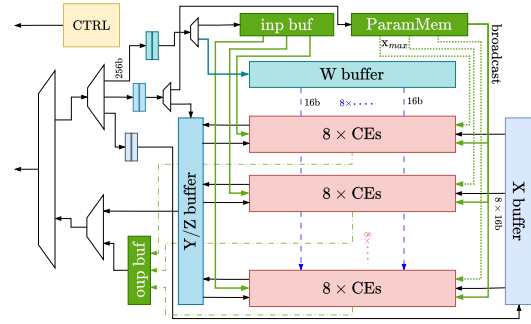 CTRL
inp buf
ParamMem
x_max
broadcast
256b
W buffer
16b
8×····
16b
8 × CEs
8 × CEs
8×····
8 × CEs
Y/Z buffer
X buffer
8 × 16b
oup buf